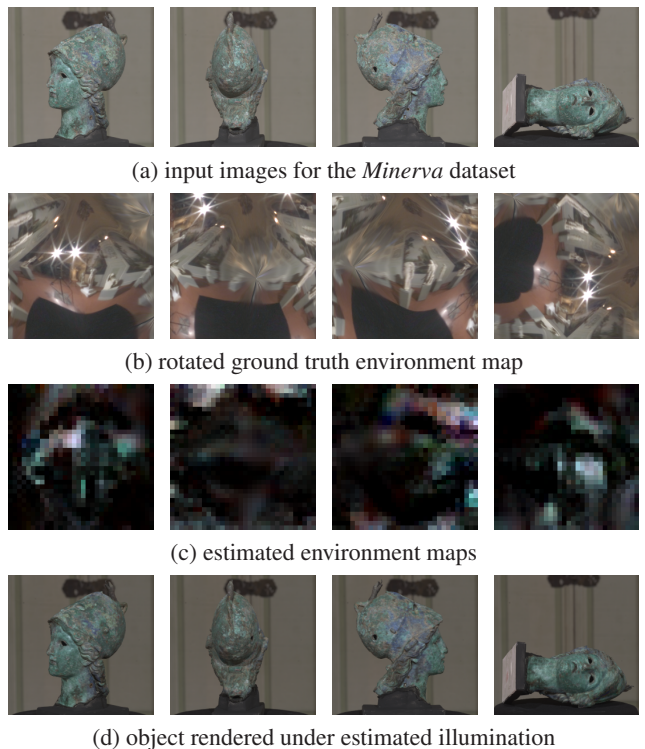 (a) input images for the Minerva dataset
(b) rotated ground truth environment map
(c) estimated environment maps
(d) object rendered under estimated illumination